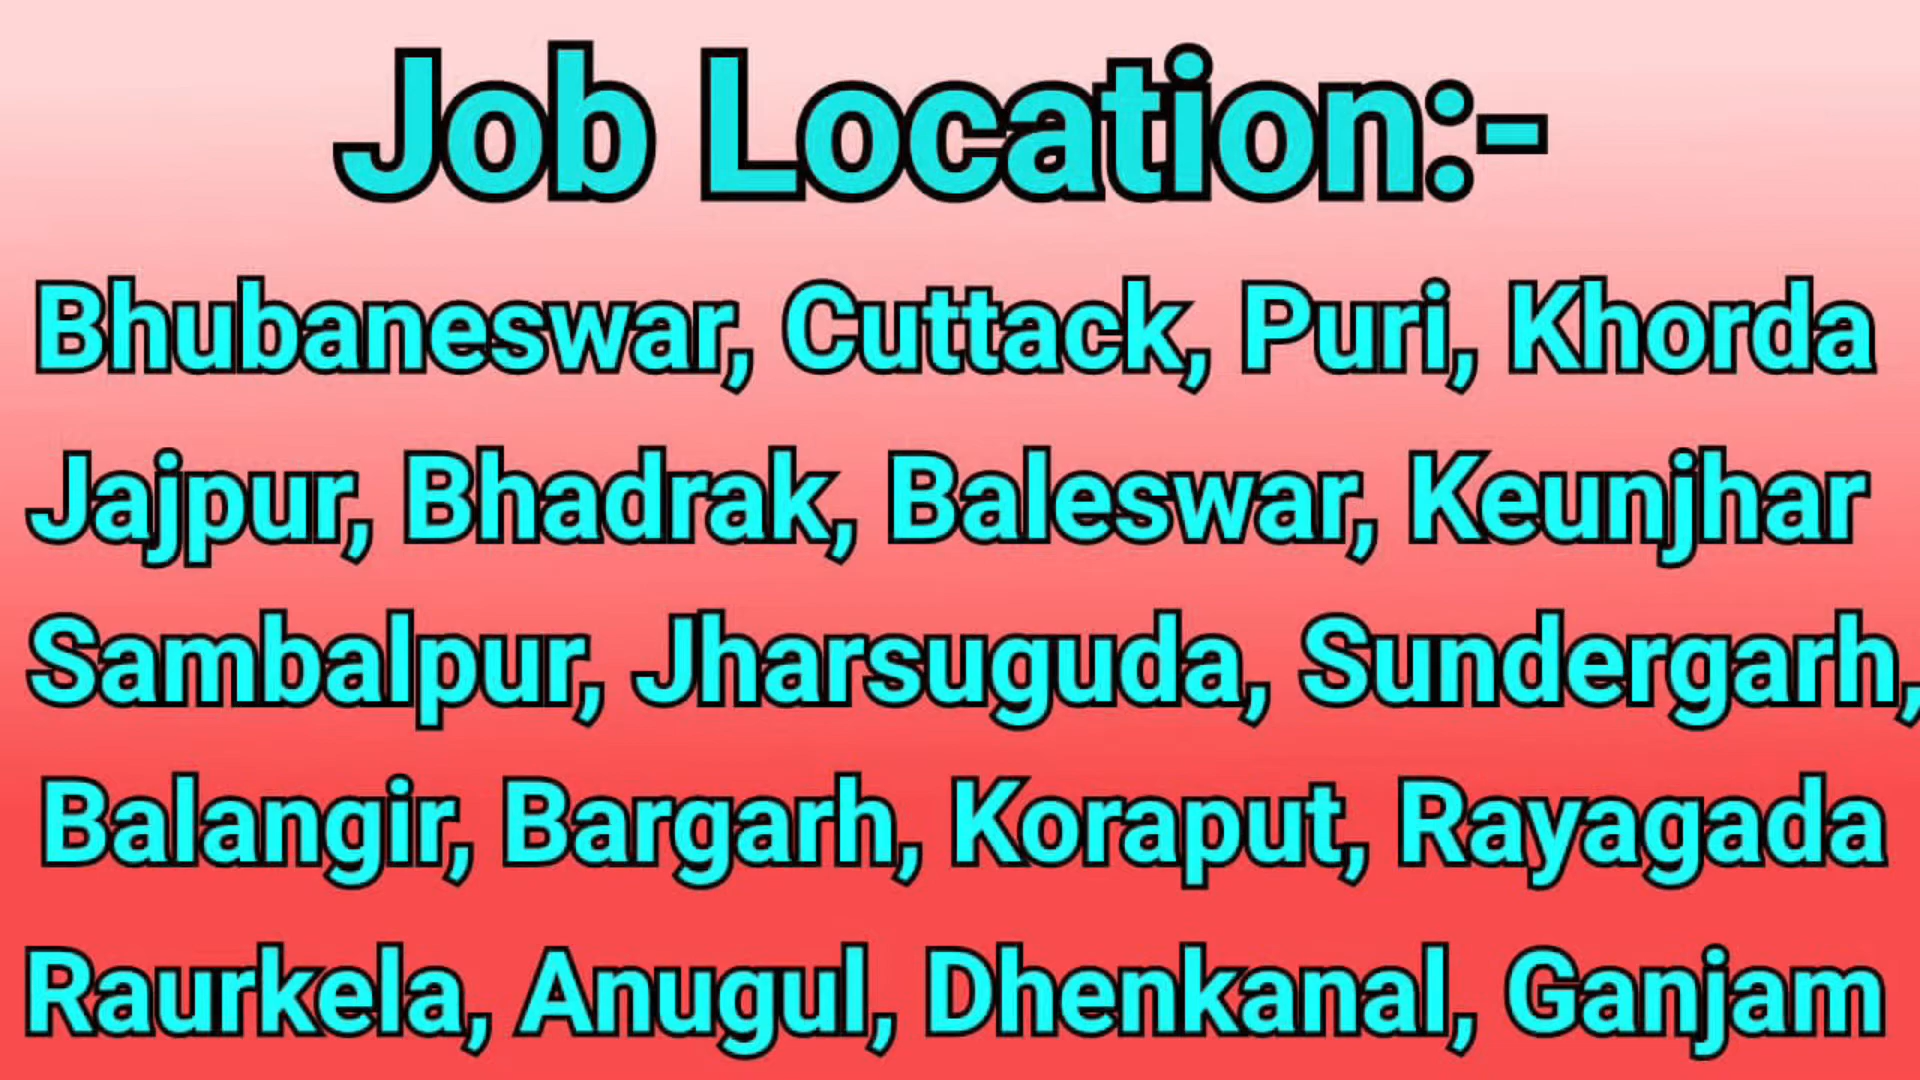 Job Location:-
Bhubaneswar, Cuttack, Puri, Khorda
Jajpur, Bhadrak, Baleswar, Keunjhar
Sambalpur, Jharsuguda, Sundergarh,
Balangir, Bargarh, Koraput, Rayagada
Raurkela, Anugul, Dhenkanal, Ganjam